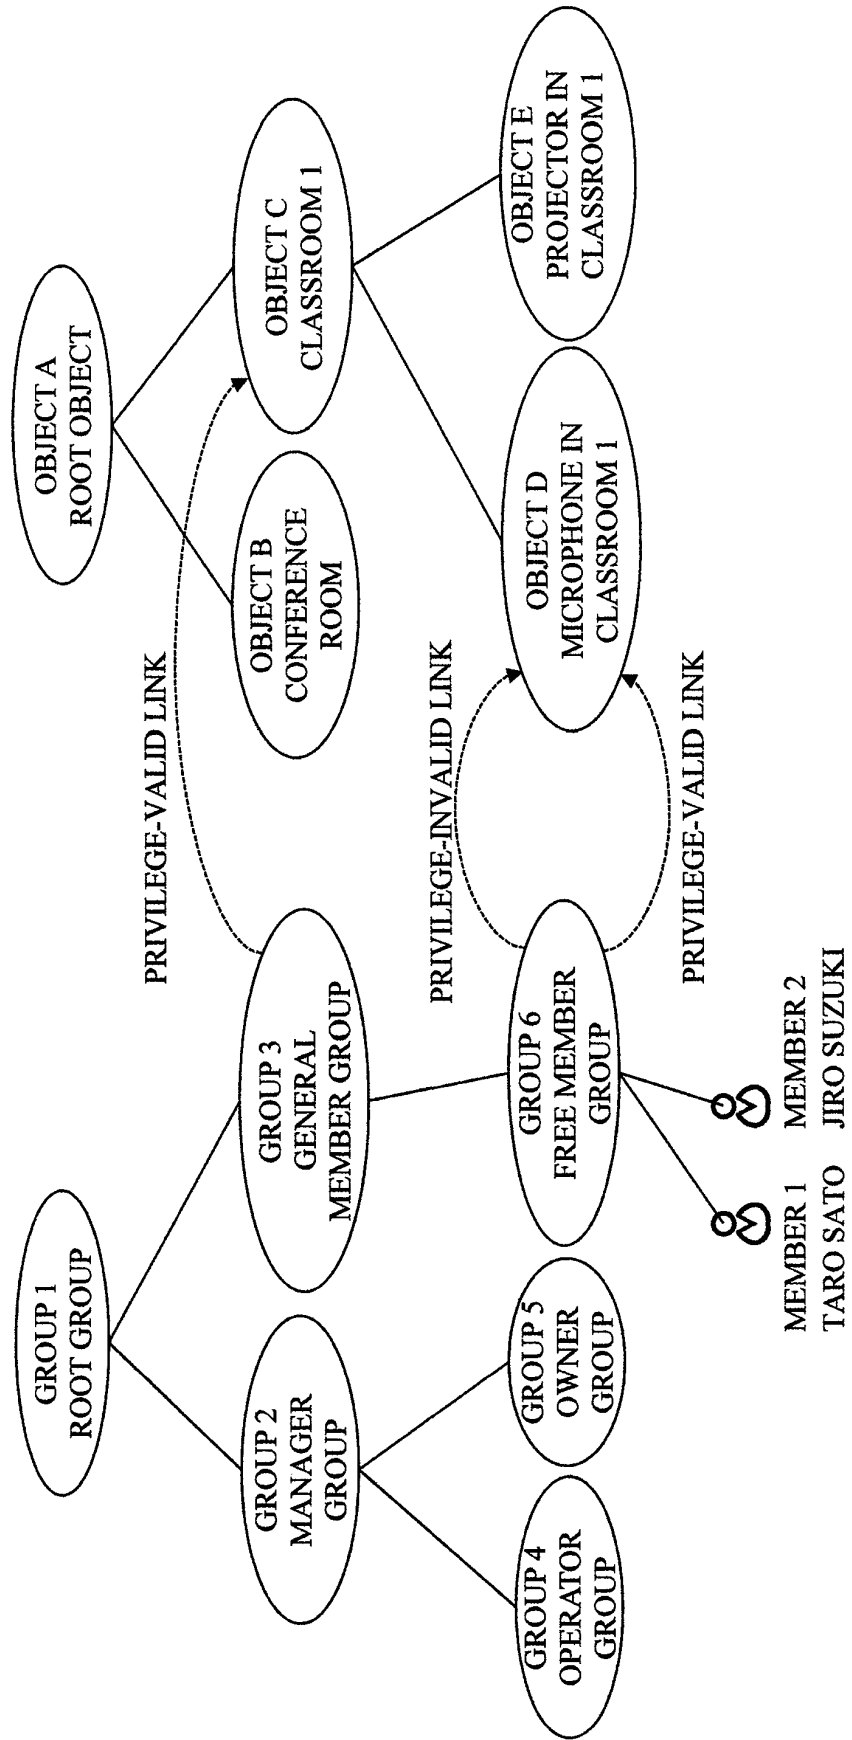 GROUP 1
ROOT GROUP
OBJECT A
ROOT OBJECT
PRIVILEGE-VALID LINK
GROUP 2
MANAGER
GROUP
GROUP 3
GENERAL
MEMBER GROUP
OBJECT B
CONFERENCE
ROOM
OBJECT C
CLASSROOM 1
PRIVILEGE-INVALID LINK
GROUP 4
OPERATOR
GROUP
GROUP 5
OWNER
GROUP
GROUP 6
FREE MEMBER
GROUP
OBJECT D
MICROPHONE IN
CLASSROOM 1
OBJECT E
PROJECTOR IN
CLASSROOM 1
PRIVILEGE-VALID LINK
MEMBER 1
TARO SATO
MEMBER 2
JIRO SUZUKI